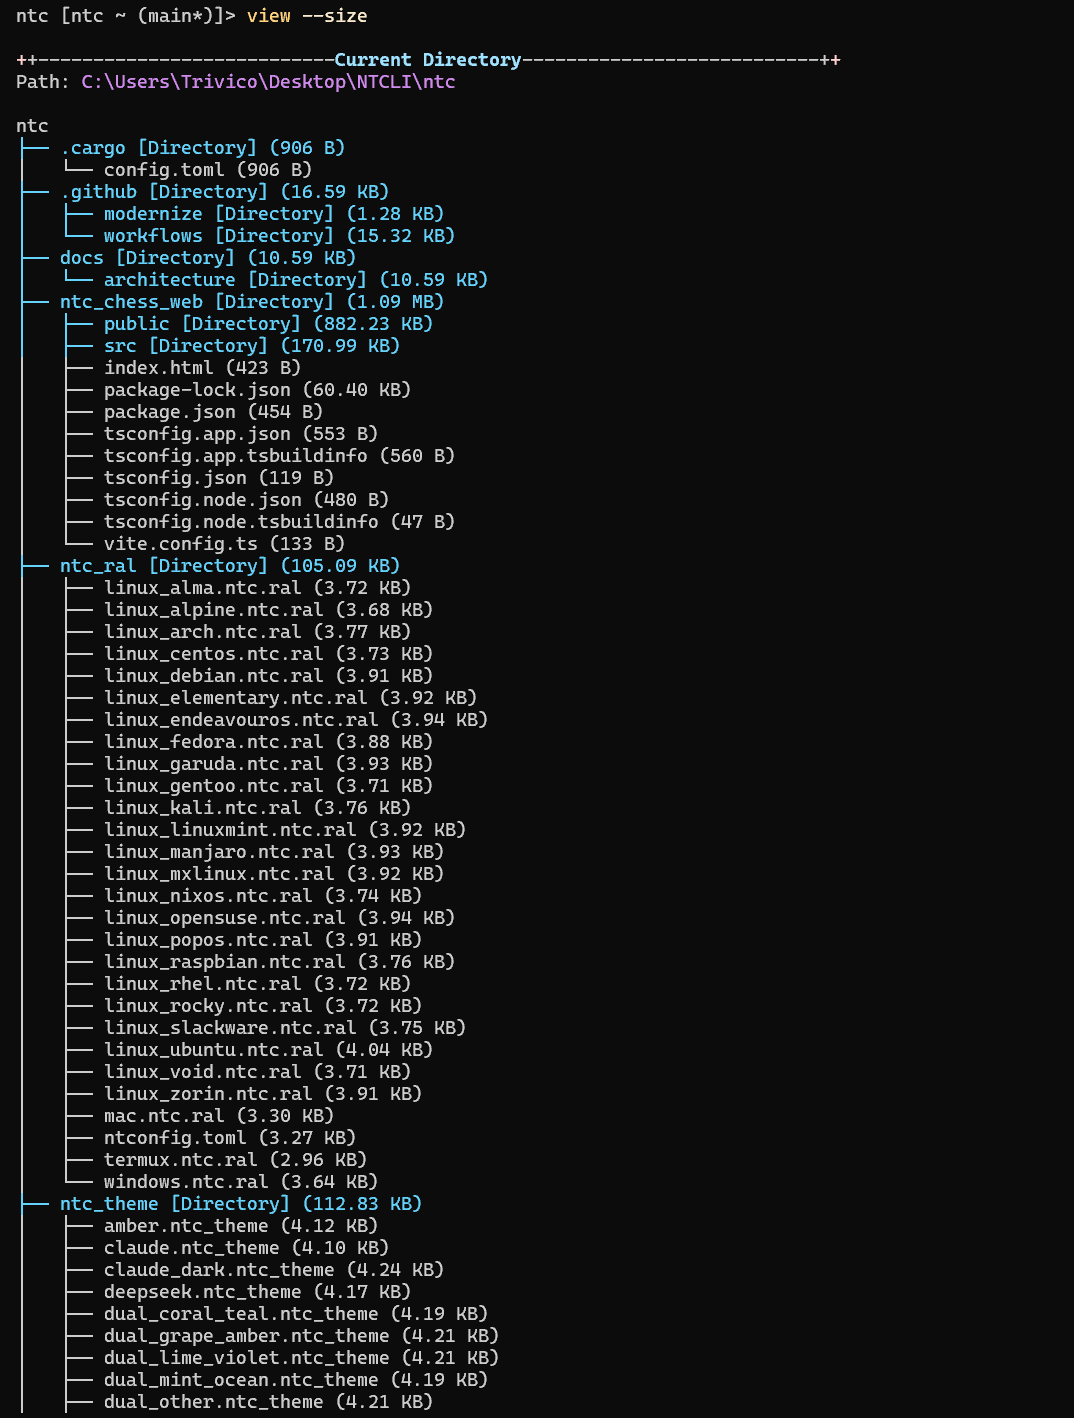 ntc [ntc ~ (main*)]> view --size
++---------------------------Current Directory---------------------------++
Path: C:\Users\Trivico\Desktop\NTCLI\ntc
ntc
├── .cargo [Directory] (906 B)
│   └── config.toml (906 B)
├── .github [Directory] (16.59 KB)
│   ├── modernize [Directory] (1.28 KB)
│   └── workflows [Directory] (15.32 KB)
├── docs [Directory] (10.59 KB)
│   └── architecture [Directory] (10.59 KB)
├── ntc_chess_web [Directory] (1.09 MB)
│   ├── public [Directory] (882.23 KB)
│   ├── src [Directory] (170.99 KB)
│   ├── index.html (423 B)
│   ├── package-lock.json (60.40 KB)
│   ├── package.json (454 B)
│   ├── tsconfig.app.json (553 B)
│   ├── tsconfig.app.tsbuildinfo (560 B)
│   ├── tsconfig.json (119 B)
│   ├── tsconfig.node.json (480 B)
│   ├── tsconfig.node.tsbuildinfo (47 B)
│   └── vite.config.ts (133 B)
├── ntc_ral [Directory] (105.09 KB)
│   ├── linux_alma.ntc.ral (3.72 KB)
│   ├── linux_alpine.ntc.ral (3.68 KB)
│   ├── linux_arch.ntc.ral (3.77 KB)
│   ├── linux_centos.ntc.ral (3.73 KB)
│   ├── linux_debian.ntc.ral (3.91 KB)
│   ├── linux_elementary.ntc.ral (3.92 KB)
│   ├── linux_endeavouros.ntc.ral (3.94 KB)
│   ├── linux_fedora.ntc.ral (3.88 KB)
│   ├── linux_garuda.ntc.ral (3.93 KB)
│   ├── linux_gentoo.ntc.ral (3.71 KB)
│   ├── linux_kali.ntc.ral (3.76 KB)
│   ├── linux_linuxmint.ntc.ral (3.92 KB)
│   ├── linux_manjaro.ntc.ral (3.93 KB)
│   ├── linux_mxlinux.ntc.ral (3.92 KB)
│   ├── linux_nixos.ntc.ral (3.74 KB)
│   ├── linux_opensuse.ntc.ral (3.94 KB)
│   ├── linux_popos.ntc.ral (3.91 KB)
│   ├── linux_raspbian.ntc.ral (3.76 KB)
│   ├── linux_rhel.ntc.ral (3.72 KB)
│   ├── linux_rocky.ntc.ral (3.72 KB)
│   ├── linux_slackware.ntc.ral (3.75 KB)
│   ├── linux_ubuntu.ntc.ral (4.04 KB)
│   ├── linux_void.ntc.ral (3.71 KB)
│   ├── linux_zorin.ntc.ral (3.91 KB)
│   ├── mac.ntc.ral (3.30 KB)
│   ├── ntconfig.toml (3.27 KB)
│   ├── termux.ntc.ral (2.96 KB)
│   └── windows.ntc.ral (3.64 KB)
├── ntc_theme [Directory] (112.83 KB)
│   ├── amber.ntc_theme (4.12 KB)
│   ├── claude.ntc_theme (4.10 KB)
│   ├── claude_dark.ntc_theme (4.24 KB)
│   ├── deepseek.ntc_theme (4.17 KB)
│   ├── dual_coral_teal.ntc_theme (4.19 KB)
│   ├── dual_grape_amber.ntc_theme (4.21 KB)
│   ├── dual_lime_violet.ntc_theme (4.21 KB)
│   ├── dual_mint_ocean.ntc_theme (4.19 KB)
│   ├── dual_other.ntc_theme (4.21 KB)